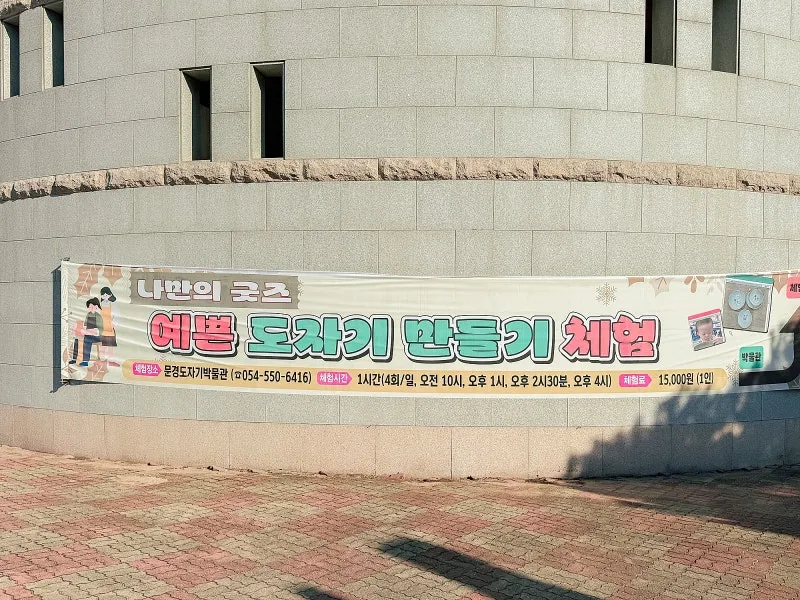 나만의 굿즈
예쁜 도자기 만들기 체험
체험장소 문경도자기박물관 (☎054-550-6416) 체험시간 1시간(4회/일, 오전 10시, 오후 1시, 오후 2시30분, 오후 4시) 체험료 15,000원 (1인)
박물관